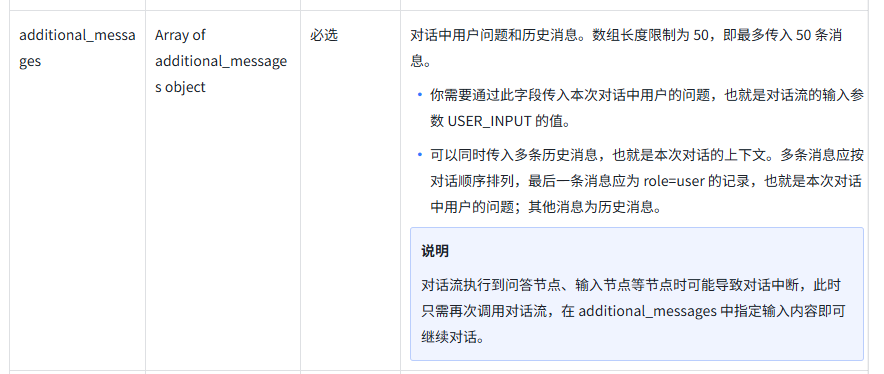 additional_messa
ges
Array of
additional_message
s object
必选
对话中用户问题和历史消息。数组长度限制为 50，即最多传入 50 条消
息。
• 你需要通过此字段传入本次对话中用户的问题，也就是对话流的输入参
数 USER_INPUT 的值。
• 可以同时传入多条历史消息，也就是本次对话的上下文。多条消息应按
对话顺序排列，最后一条消息应为 role=user 的记录，也就是本次对话
中用户的问题；其他消息为历史消息。
说明
对话流执行到问答节点、输入节点等节点时可能导致对话中断，此时
只需再次调用对话流，在 additional_messages 中指定输入内容即可
继续对话。